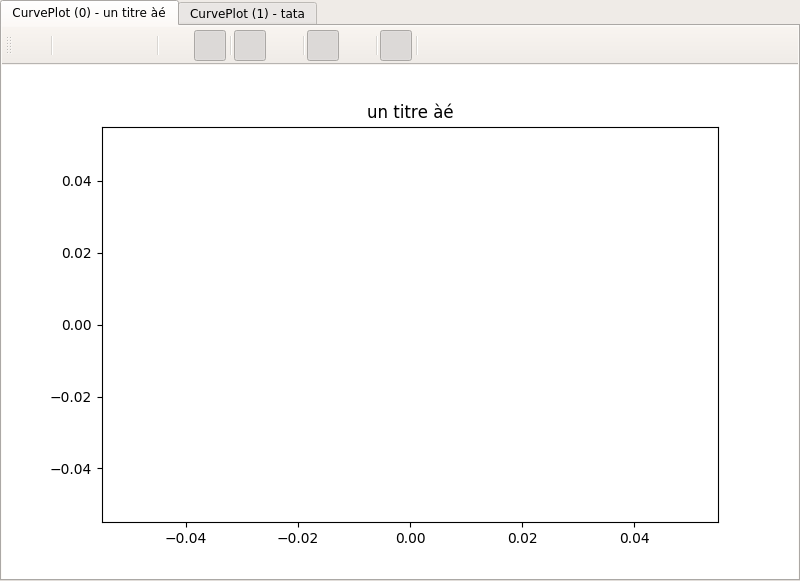 CurvePlot (0) - un titre àé
CurvePlot (1) - tata
un titre àé
0.04
0.02
0.00
−0.02
−0.04
−0.04 −0.02 0.00 0.02 0.04